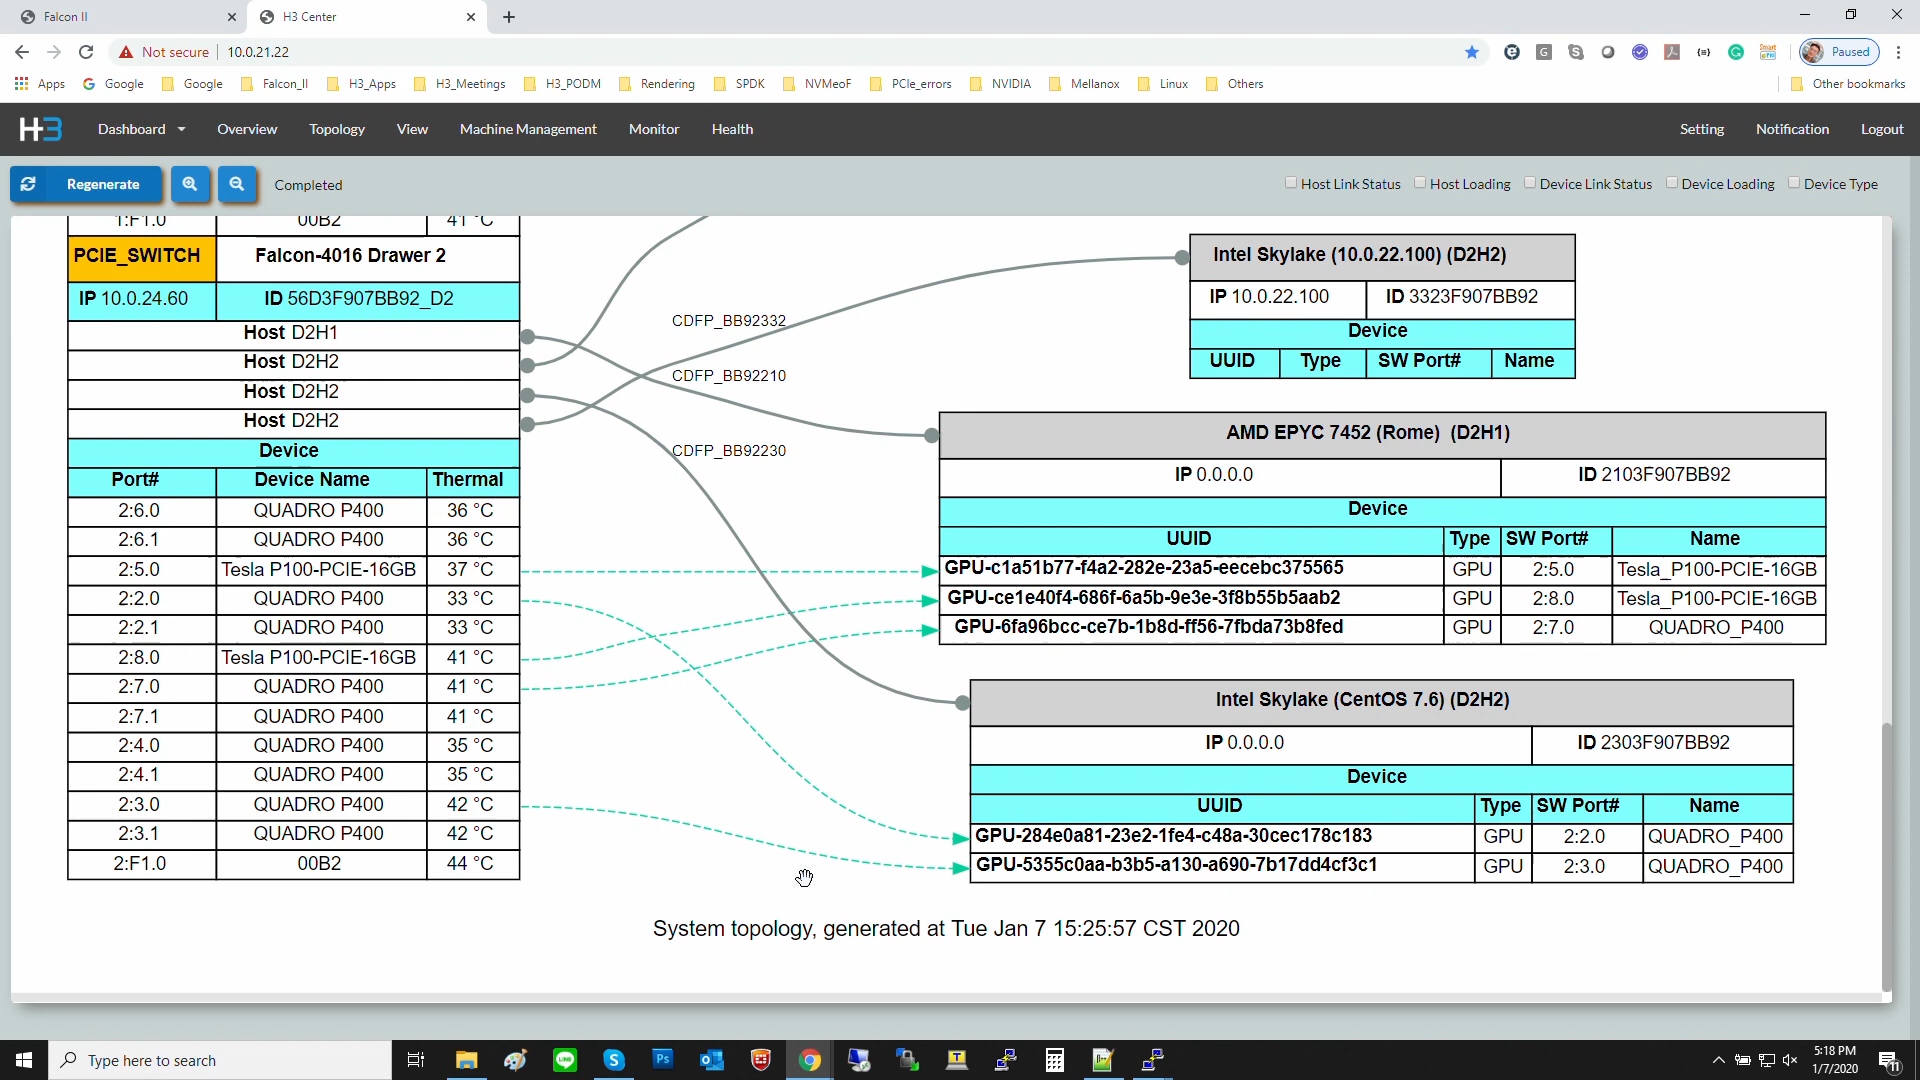 Falcon II
H3 Center
Not secure
10.0.21.22
Paused
Apps
Google
Google
Falcon_II
H3_Apps
H3_Meetings
H3_PODM
Rendering
SPDK
NVMeoF
PCIe_errors
NVIDIA
Mellanox
Linux
Others
Other bookmarks
H3
Dashboard
Overview
Topology
View
Machine Management
Monitor
Health
Setting
Notification
Logout
Regenerate
Completed
Host Link Status
Host Loading
Device Link Status
Device Loading
Device Type
1:F1.0 00B2 41 °C
PCIE_SWITCH Falcon-4016 Drawer 2
IP 10.0.24.60 ID 56D3F907BB92_D2
Host D2H1
Host D2H2
Host D2H2
Host D2H2
Device
Port# Device Name Thermal
2:6.0 QUADRO P400 36 °C
2:6.1 QUADRO P400 36 °C
2:5.0 Tesla P100-PCIE-16GB 37 °C
2:2.0 QUADRO P400 33 °C
2:2.1 QUADRO P400 33 °C
2:8.0 Tesla P100-PCIE-16GB 41 °C
2:7.0 QUADRO P400 41 °C
2:7.1 QUADRO P400 41 °C
2:4.0 QUADRO P400 35 °C
2:4.1 QUADRO P400 35 °C
2:3.0 QUADRO P400 42 °C
2:3.1 QUADRO P400 42 °C
2:F1.0 00B2 44 °C
CDFP_BB92332
CDFP_BB92210
CDFP_BB92230
Intel Skylake (10.0.22.100) (D2H2)
IP 10.0.22.100 ID 3323F907BB92
Device
UUID Type SW Port# Name
AMD EPYC 7452 (Rome) (D2H1)
IP 0.0.0.0 ID 2103F907BB92
Device
UUID Type SW Port# Name
GPU-c1a51b77-f4a2-282e-23a5-eecebc375565 GPU 2:5.0 Tesla_P100-PCIE-16GB
GPU-ce1e40f4-686f-6a5b-9e3e-3f8b55b5aab2 GPU 2:8.0 Tesla_P100-PCIE-16GB
GPU-6fa96bcc-ce7b-1b8d-ff56-7fbda73b8fed GPU 2:7.0 QUADRO_P400
Intel Skylake (CentOS 7.6) (D2H2)
IP 0.0.0.0 ID 2303F907BB92
Device
UUID Type SW Port# Name
GPU-284e0a81-23e2-1fe4-c48a-30cec178c183 GPU 2:2.0 QUADRO_P400
GPU-5355c0aa-b3b5-a130-a690-7b17dd4cf3c1 GPU 2:3.0 QUADRO_P400
System topology, generated at Tue Jan 7 15:25:57 CST 2020
Type here to search
5:18 PM
1/7/2020
11